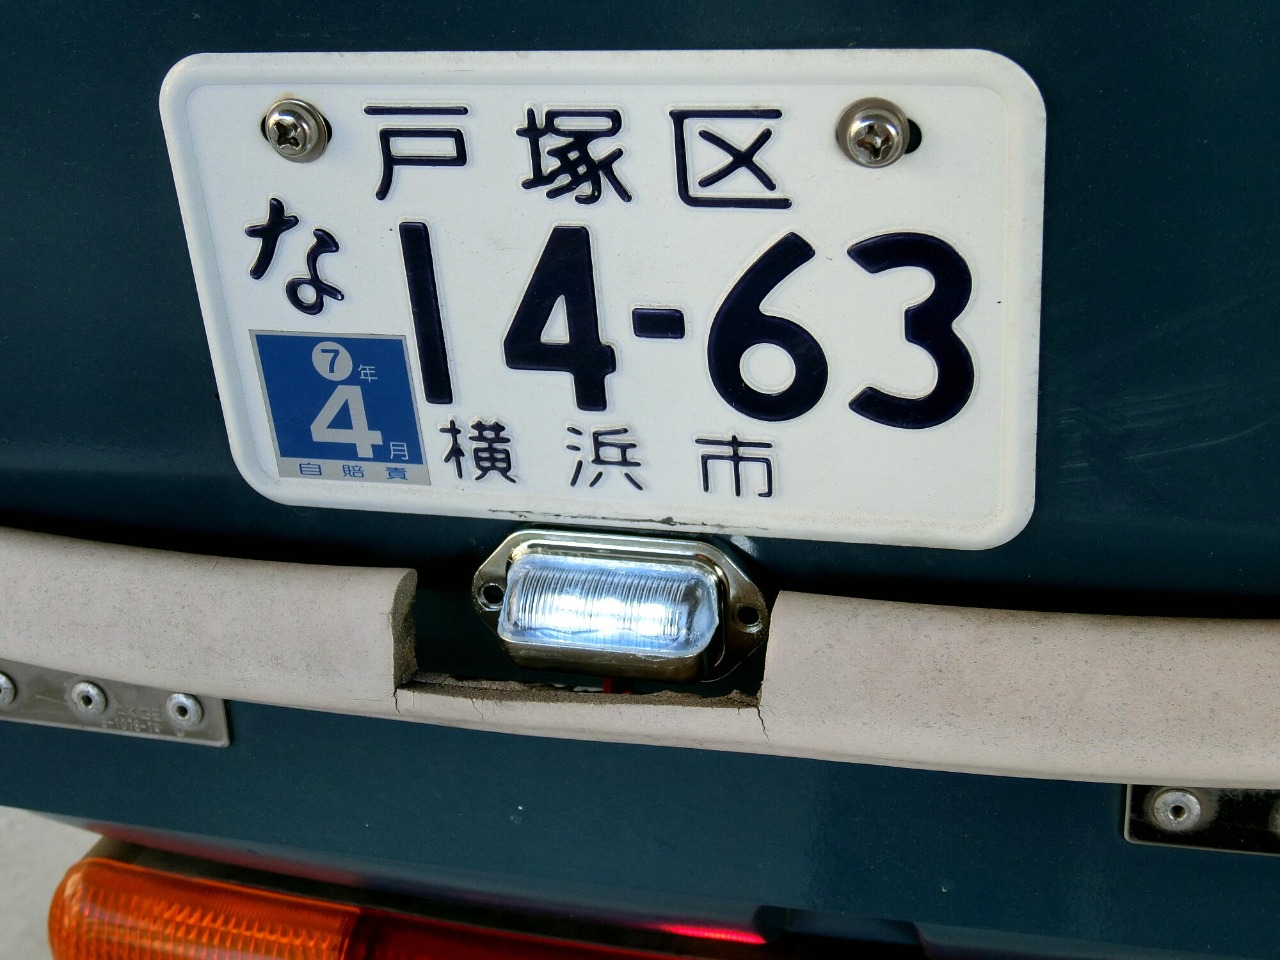 戸塚区
な 14-63
7年
4月
自賠責
横浜市